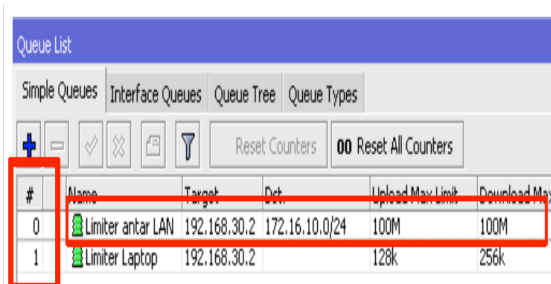 Queue List
Simple Queues Interface Queues Queue Tree Queue Types
Reset Counters 00 Reset All Counters
# Name Target Dst. Upload Max Limit Download Max
0 Limiter antar LAN 192.168.30.2 172.16.10.0/24 100M 100M
1 Limiter Laptop 192.168.30.2 128k 256k